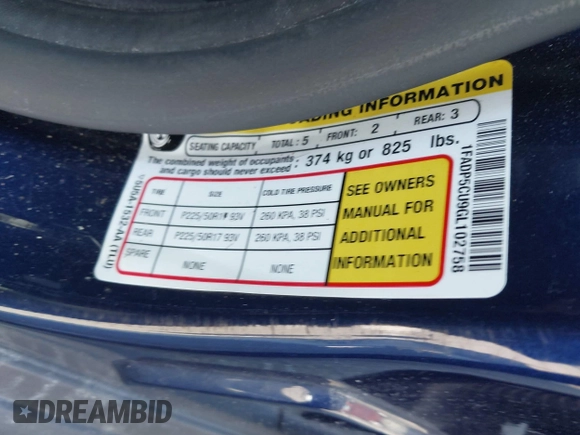 LOADING INFORMATION
SEATING CAPACITY TOTAL: 5 FRONT: 2 REAR: 3
The combined weight of occupants and cargo should never exceed: 374 kg or 825 lbs.
TIRE SIZE COLD TIRE PRESSURE
FRONT P225/50R17 93V 260 KPA, 38 PSI
REAR P225/50R17 93V 260 KPA, 38 PSI
SPARE NONE NONE
SEE OWNERS
MANUAL FOR
ADDITIONAL
INFORMATION
1FADP5CU9GL102758
DREAMBID